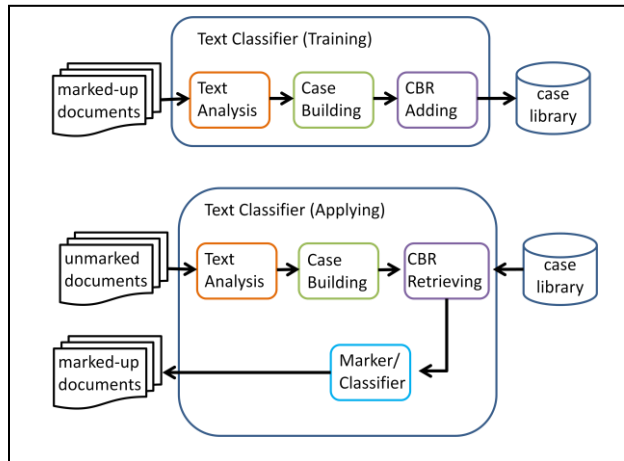 Text Classifier (Training)
marked-up
documents
Text
Analysis
Case
Building
CBR
Adding
case
library
Text Classifier (Applying)
unmarked
documents
Text
Analysis
Case
Building
CBR
Retrieving
case
library
marked-up
documents
Marker/
Classifier